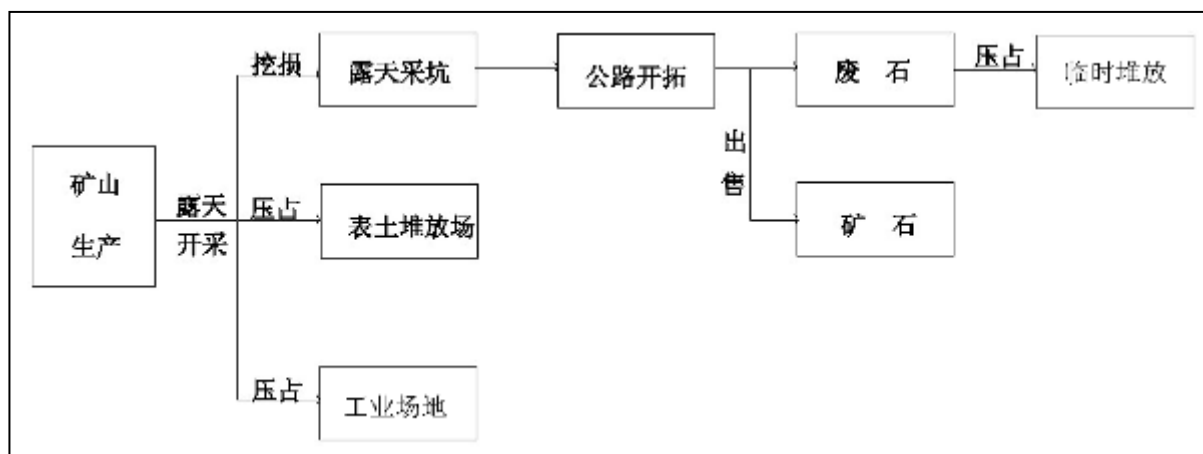 挖损
露天采坑
公路开拓
废 石
压占
临时堆放
矿山
生产
露天
开采
压占
表土堆放场
出
售
矿 石
压占
工业场地